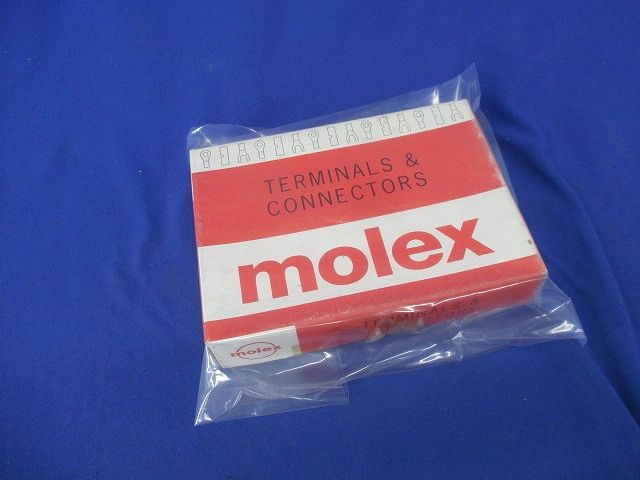 TERMINALS &
CONNECTORS
molex
TERMINALS &
molex